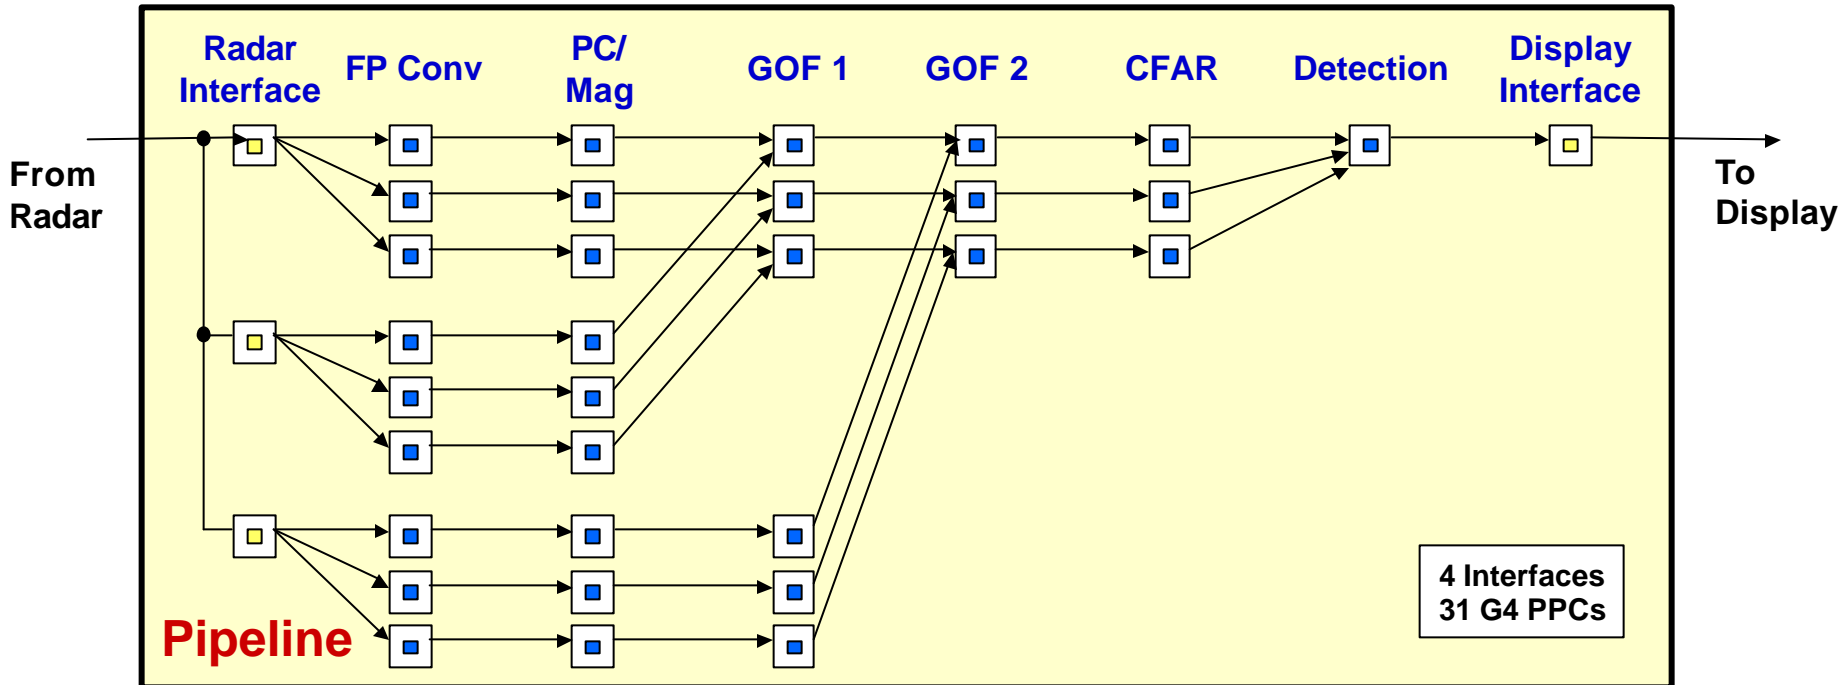 Radar
Interface
FP Conv
PC/
Mag
GOF 1
GOF 2
CFAR
Detection
Display
Interface
From
Radar
To
Display
4 Interfaces
31 G4 PPCs
Pipeline